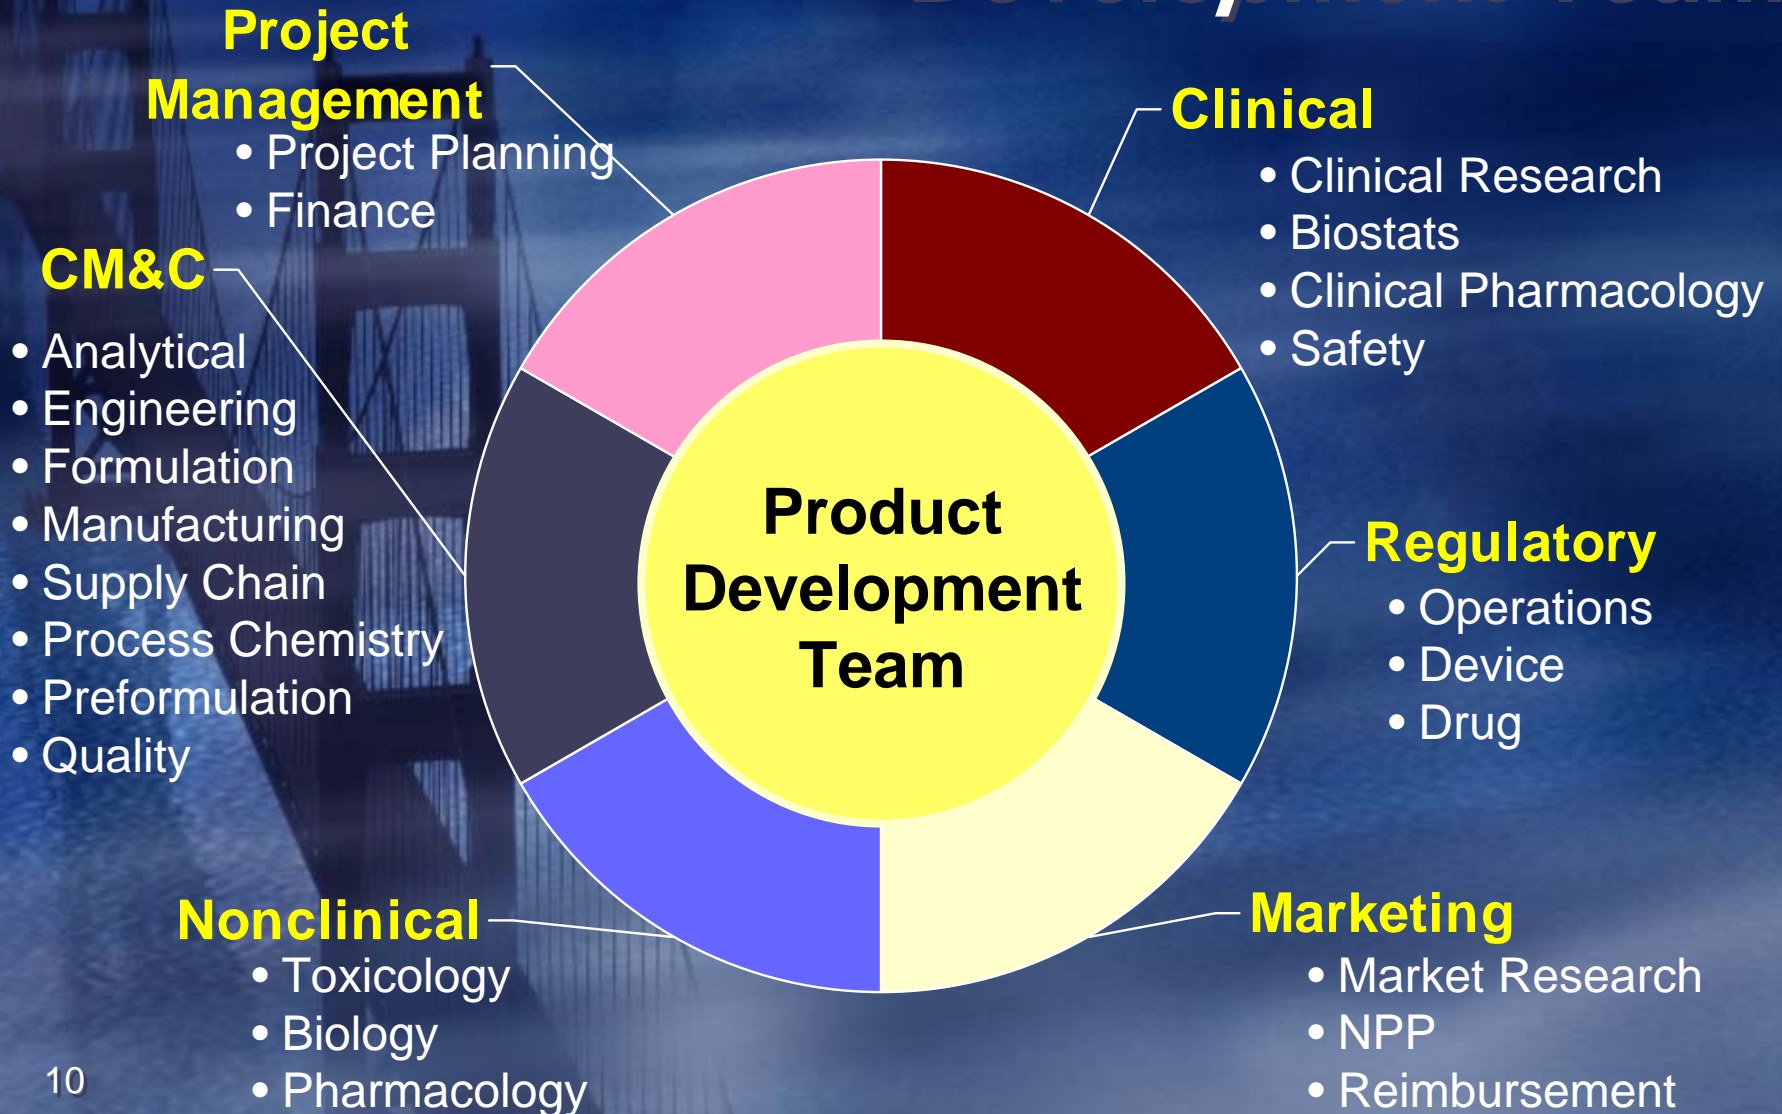 Development Team
Project
Management
• Project Planning
• Finance
CM&C
• Analytical
• Engineering
• Formulation
• Manufacturing
• Supply Chain
• Process Chemistry
• Preformulation
• Quality
Nonclinical
• Toxicology
• Biology
• Pharmacology
Product
Development
Team
Clinical
• Clinical Research
• Biostats
• Clinical Pharmacology
• Safety
Regulatory
• Operations
• Device
• Drug
Marketing
• Market Research
• NPP
• Reimbursement
10